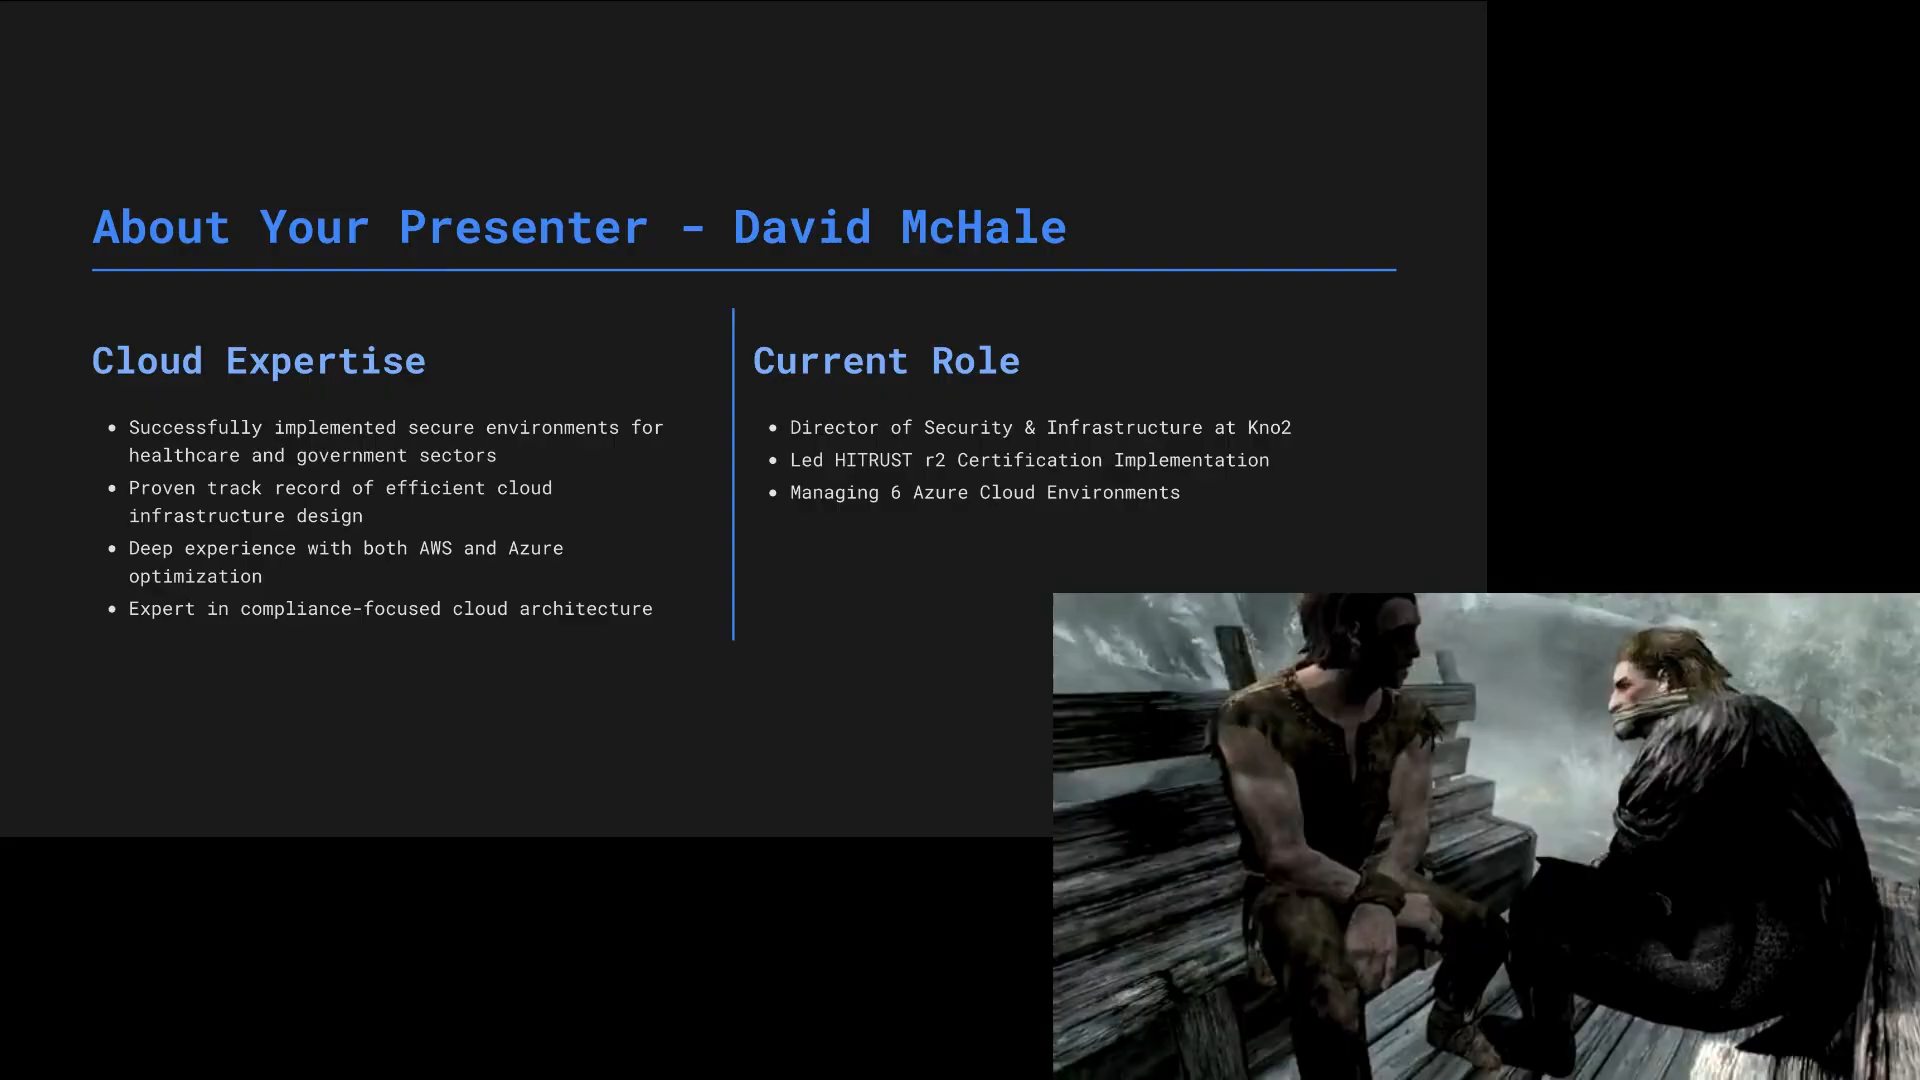 About Your Presenter - David McHale
Cloud Expertise
• Successfully implemented secure environments for
healthcare and government sectors
• Proven track record of efficient cloud
infrastructure design
• Deep experience with both AWS and Azure
optimization
• Expert in compliance-focused cloud architecture
Current Role
• Director of Security & Infrastructure at Kno2
• Led HITRUST r2 Certification Implementation
• Managing 6 Azure Cloud Environments